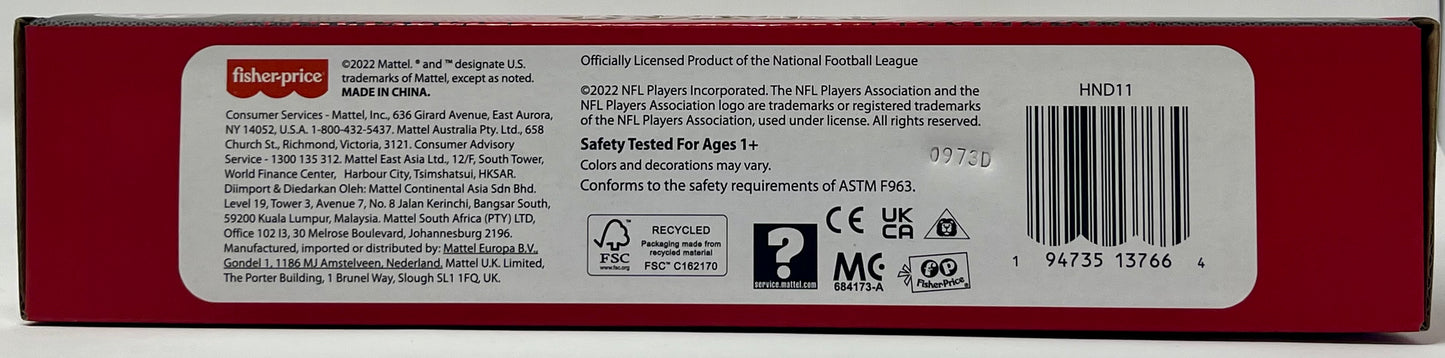 fisher-price
©2022 Mattel. ® and ™ designate U.S.
trademarks of Mattel, except as noted.
MADE IN CHINA.
Consumer Services - Mattel, Inc., 636 Girard Avenue, East Aurora,
NY 14052, U.S.A. 1-800-432-5437. Mattel Australia Pty. Ltd., 658
Church St., Richmond, Victoria, 3121. Consumer Advisory
Service - 1300 135 312. Mattel East Asia Ltd., 12/F, South Tower,
World Finance Center, Harbour City, Tsimshatsui, HKSAR.
Diimport & Diedarkan Oleh: Mattel Continental Asia Sdn Bhd.
Level 19, Tower 3, Avenue 7, No. 8 Jalan Kerinchi, Bangsar South,
59200 Kuala Lumpur, Malaysia. Mattel South Africa (PTY) LTD,
Office 102 I3, 30 Melrose Boulevard, Johannesburg 2196.
Manufactured, imported or distributed by: Mattel Europa B.V.,
Gondel 1, 1186 MJ Amstelveen, Nederland. Mattel U.K. Limited,
The Porter Building, 1 Brunel Way, Slough SL1 1FQ, UK.
Officially Licensed Product of the National Football League
©2022 NFL Players Incorporated. The NFL Players Association and the
NFL Players Association logo are trademarks or registered trademarks
of the NFL Players Association, used under license. All rights reserved.
Safety Tested For Ages 1+
Colors and decorations may vary.
Conforms to the safety requirements of ASTM F963.
0973D
FSC
www.fsc.org
RECYCLED
Packaging made from
recycled material
FSC™ C162170
?
service.mattel.com
CE
UK
CA
MC
684173-A
FP
Fisher-Price
HND11
1 94735 13766 4